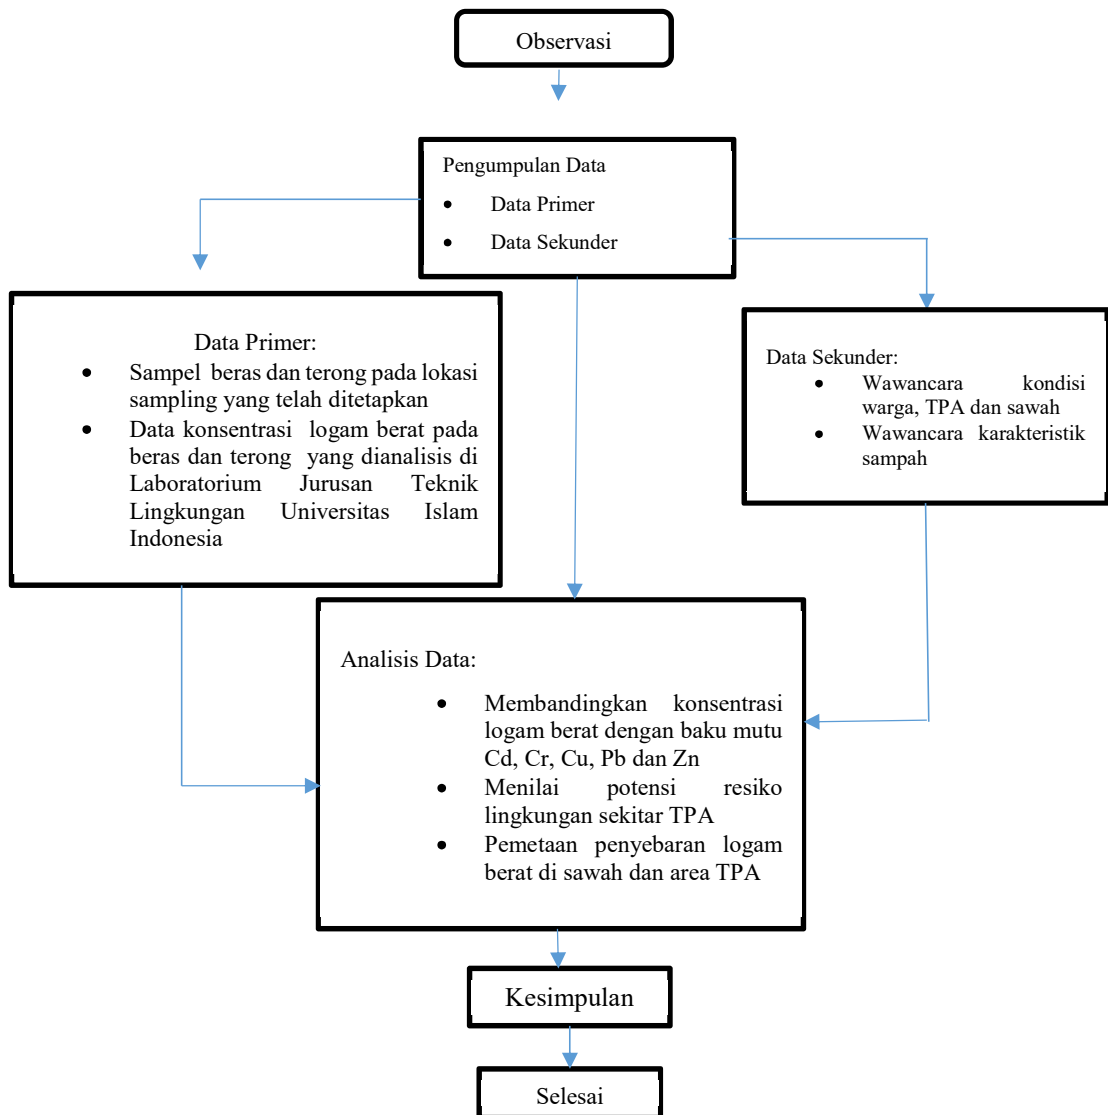 Observasi
Pengumpulan Data
• Data Primer
• Data Sekunder
Data Primer:
• Sampel beras dan terong pada lokasi
sampling yang telah ditetapkan
• Data konsentrasi logam berat pada
beras dan terong yang dianalisis di
Laboratorium Jurusan Teknik
Lingkungan Universitas Islam
Indonesia
Data Sekunder:
• Wawancara kondisi
warga, TPA dan sawah
• Wawancara karakteristik
sampah
Analisis Data:
• Membandingkan konsentrasi
logam berat dengan baku mutu
Cd, Cr, Cu, Pb dan Zn
• Menilai potensi resiko
lingkungan sekitar TPA
• Pemetaan penyebaran logam
berat di sawah dan area TPA
Kesimpulan
Selesai